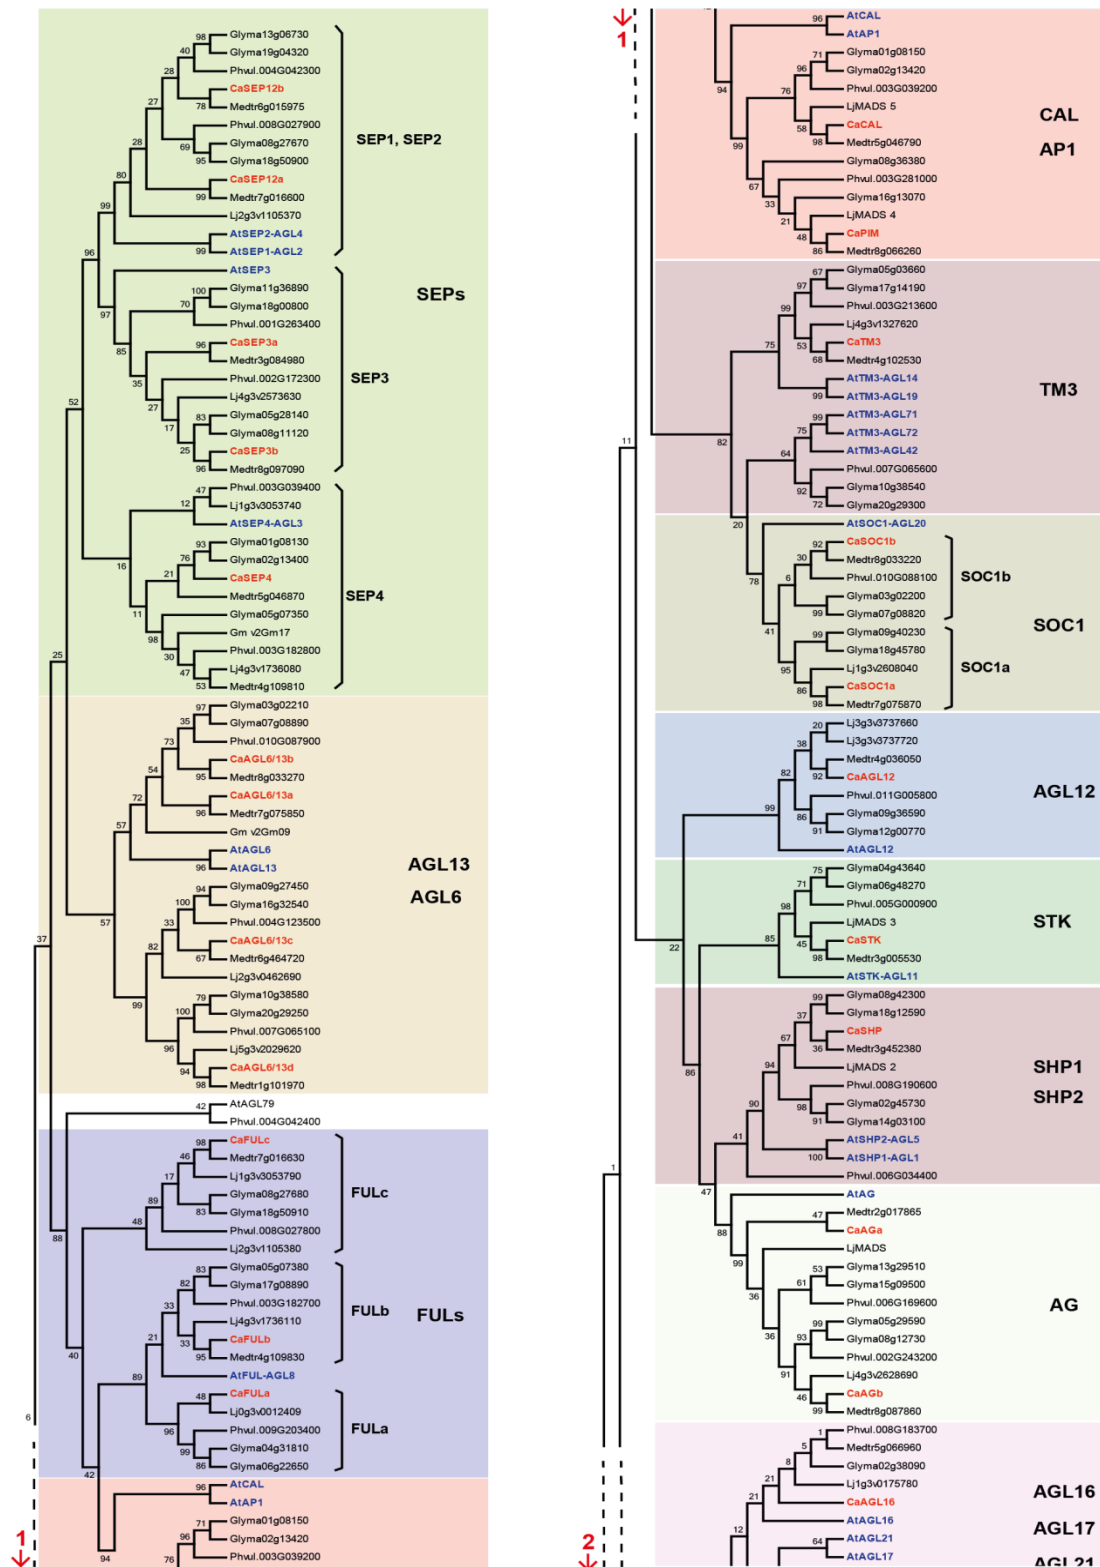 Glyma13g06730
98
Glyma19g04320
40
Phvul.004G042300
28
CaSEP12b
78
Medtr6g015975
27
Phvul.008G027900
28
Glyma08g27670
69
SEP1, SEP2
95
Glyma18g50900
80
CaSEP12a
99
Medtr7g016600
99
Lj2g3v1105370
AtSEP2-AGL4
96
99
AtSEP1-AGL2
AtSEP3
97
Glyma11g36890
100
SEPs
70
Glyma18g00800
Phvul.001G263400
85
CaSEP3a
96
Medtr3g084980
35
SEP3
Phvul.002G172300
27
Lj4g3v2573630
52
17
83
Glyma05g28140
Glyma08g11120
25
CaSEP3b
96
Medtr8g097090
47
Phvul.003G039400
12
Lj1g3v3053740
AtSEP4-AGL3
93
Glyma01g08130
76
Glyma02g13400
16
21
CaSEP4
SEP4
Medtr5g046870
11
Glyma05g07350
98
Gm v2Gm17
30
Phvul.003G182800
25
47
Lj4g3v1736080
53
Medtr4g109810
97
Glyma03g02210
35
Glyma07g08890
73
Phvul.010G087900
54
CaAGL6/13b
95
Medtr8g033270
72
CaAGL6/13a
96
Medtr7g075850
57
Gm v2Gm09
AtAGL6
96
AtAGL13
AGL13
94
Glyma09g27450
AGL6
100
Glyma16g32540
57
33
Phvul.004G123500
37
82
CaAGL6/13c
67
Medtr6g464720
Lj2g3v0462690
99
79
Glyma10g38580
100
Glyma20g29250
Phvul.007G065100
96
Lj5g3v2029620
94
CaAGL6/13d
98
Medtr1g101970
42
AtAGL79
Phvul.004G042400
88
98
CaFULc
46
Medtr7g016630
17
Lj1g3v3053790
89
FULc
Glyma08g27680
83
Glyma18g50910
48
Phvul.008G027800
Lj2g3v1105380
83
Glyma05g07380
82
Glyma17g08890
33
Phvul.003G182700
FULb
FULs
21
Lj4g3v1736110
33
CaFULb
40
95
Medtr4g109830
89
AtFUL-AGL8
48
CaFULa
6
Lj0g3v0012409
96
Phvul.009G203400
FULa
99
Glyma04g31810
86
Glyma06g22650
42
96
AtCAL
AtAP1
71
Glyma01g08150
1
96
Glyma02g13420
94
76
Phvul.003G039200
1
96
AtCAL
AtAP1
71
Glyma01g08150
96
Glyma02g13420
94
76
Phvul.003G039200
LjMADS 5
CAL
58
CaCAL
99
98
Medtr5g046790
AP1
Glyma08g36380
67
Phvul.003G281000
33
Glyma16g13070
21
LjMADS 4
48
CaPIM
86
Medtr8g066260
67
Glyma05g03660
97
Glyma17g14190
99
Phvul.003G213600
Lj4g3v1327620
75
53
CaTM3
68
Medtr4g102530
AtTM3-AGL14
TM3
99
AtTM3-AGL19
99
AtTM3-AGL71
75
AtTM3-AGL72
11
82
64
AtTM3-AGL42
Phvul.007G065600
92
Glyma10g38540
72
Glyma20g29300
20
AtSOC1-AGL20
92
CaSOC1b
30
Medtr8g033220
78
6
Phvul.010G088100
SOC1b
Glyma03g02200
99
Glyma07g08820
SOC1
41
99
Glyma09g40230
Glyma18g45780
95
Lj1g3v2608040
SOC1a
86
CaSOC1a
98
Medtr7g075870
20
Lj3g3v3737660
38
Lj3g3v3737720
82
Medtr4g036050
92
CaAGL12
AGL12
99
Phvul.011G005800
86
Glyma09g36590
91
Glyma12g00770
AtAGL12
75
Glyma04g43640
71
Glyma06g48270
98
Phvul.005G000900
LjMADS 3
STK
22
85
45
CaSTK
98
Medtr3g005530
AtSTK-AGL11
99
Glyma08g42300
37
Glyma18g12590
67
CaSHP
36
Medtr3g452380
86
94
LjMADS 2
SHP1
Phvul.008G190600
SHP2
90
98
Glyma02g45730
91
Glyma14g03100
41
AtSHP2-AGL5
100
AtSHP1-AGL1
1
Phvul.006G034400
47
AtAG
47
Medtr2g017865
88
CaAGa
99
LjMADS
53
Glyma13g29510
61
Glyma15g09500
36
Phvul.006G169600
AG
99
Glyma05g29590
36
93
Glyma08g12730
Phvul.002G243200
91
Lj4g3v2628690
46
CaAGb
99
Medtr8g087860
1
Phvul.008G183700
5
Medtr5g066960
8
Glyma02g38090
21
Lj1g3v0175780
AGL16
21
CaAGL16
AtAGL16
AGL17
12
2
64
AtAGL21
AtAGL17
AGL21